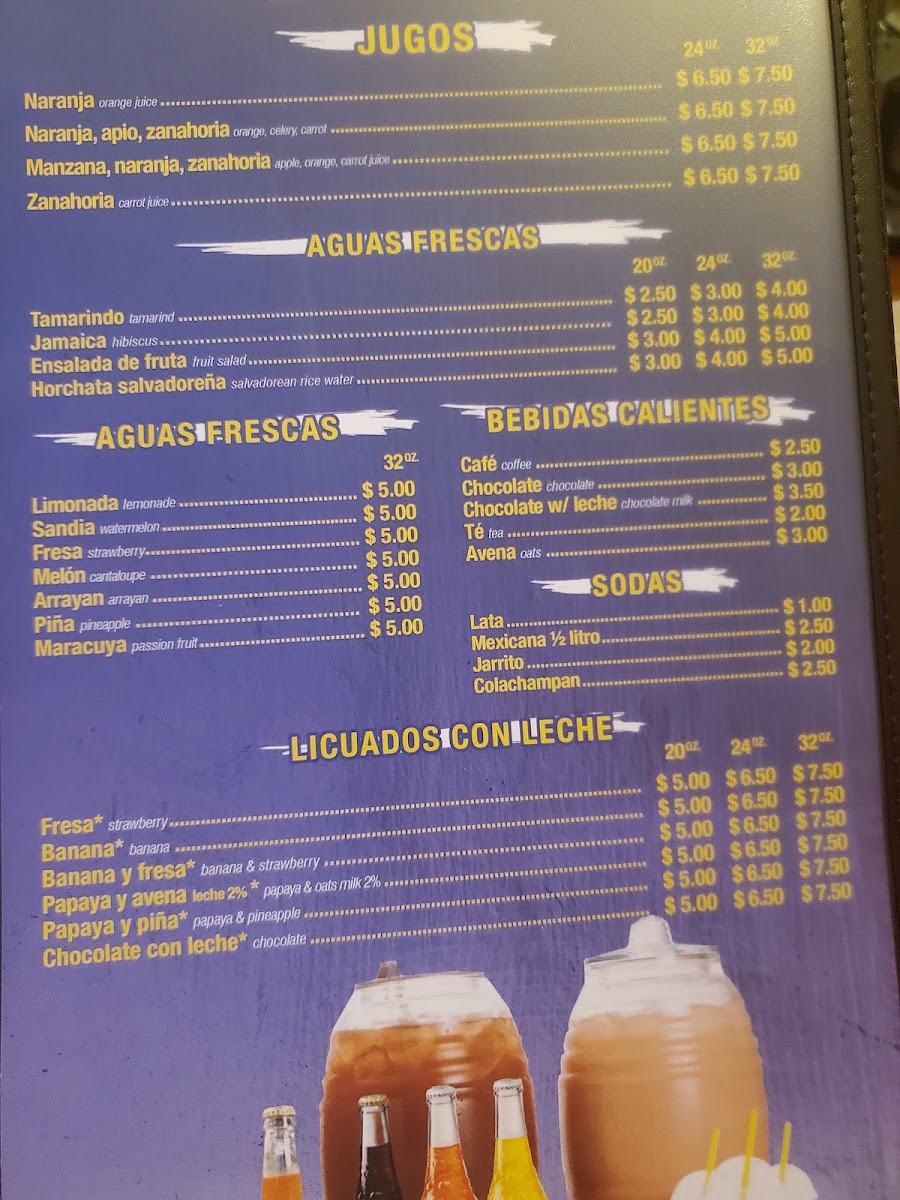 JUGOS
24oz. 32oz.
Naranja orange juice $ 6.50 $ 7.50
Naranja, apio, zanahoria orange, celery, carrot $ 6.50 $ 7.50
Manzana, naranja, zanahoria apple, orange, carrot juice $ 6.50 $ 7.50
Zanahoria carrot juice $ 6.50 $ 7.50
AGUAS FRESCAS
20oz. 24oz. 32oz.
Tamarindo tamarind $ 2.50 $ 3.00 $ 4.00
Jamaica hibiscus $ 2.50 $ 3.00 $ 4.00
Ensalada de fruta fruit salad $ 3.00 $ 4.00 $ 5.00
Horchata salvadoreña salvadorean rice water $ 3.00 $ 4.00 $ 5.00
AGUAS FRESCAS
32oz.
Limonada lemonade $ 5.00
Sandia watermelon $ 5.00
Fresa strawberry $ 5.00
Melón cantaloupe $ 5.00
Arrayan arrayan $ 5.00
Piña pineapple $ 5.00
Maracuya passion fruit $ 5.00
BEBIDAS CALIENTES
Café coffee $ 2.50
Chocolate chocolate $ 3.00
Chocolate w/ leche chocolate milk $ 3.50
Té tea $ 2.00
Avena oats $ 3.00
SODAS
Lata $ 1.00
Mexicana ½ litro $ 2.50
Jarrito $ 2.00
Colachampan $ 2.50
LICUADOS CON LECHE
20oz. 24oz. 32oz.
Fresa* strawberry $ 5.00 $ 6.50 $ 7.50
Banana* banana $ 5.00 $ 6.50 $ 7.50
Banana y fresa* banana & strawberry $ 5.00 $ 6.50 $ 7.50
Papaya y avena leche 2% * papaya & oats milk 2% $ 5.00 $ 6.50 $ 7.50
Papaya y piña* papaya & pineapple $ 5.00 $ 6.50 $ 7.50
Chocolate con leche* chocolate $ 5.00 $ 6.50 $ 7.50